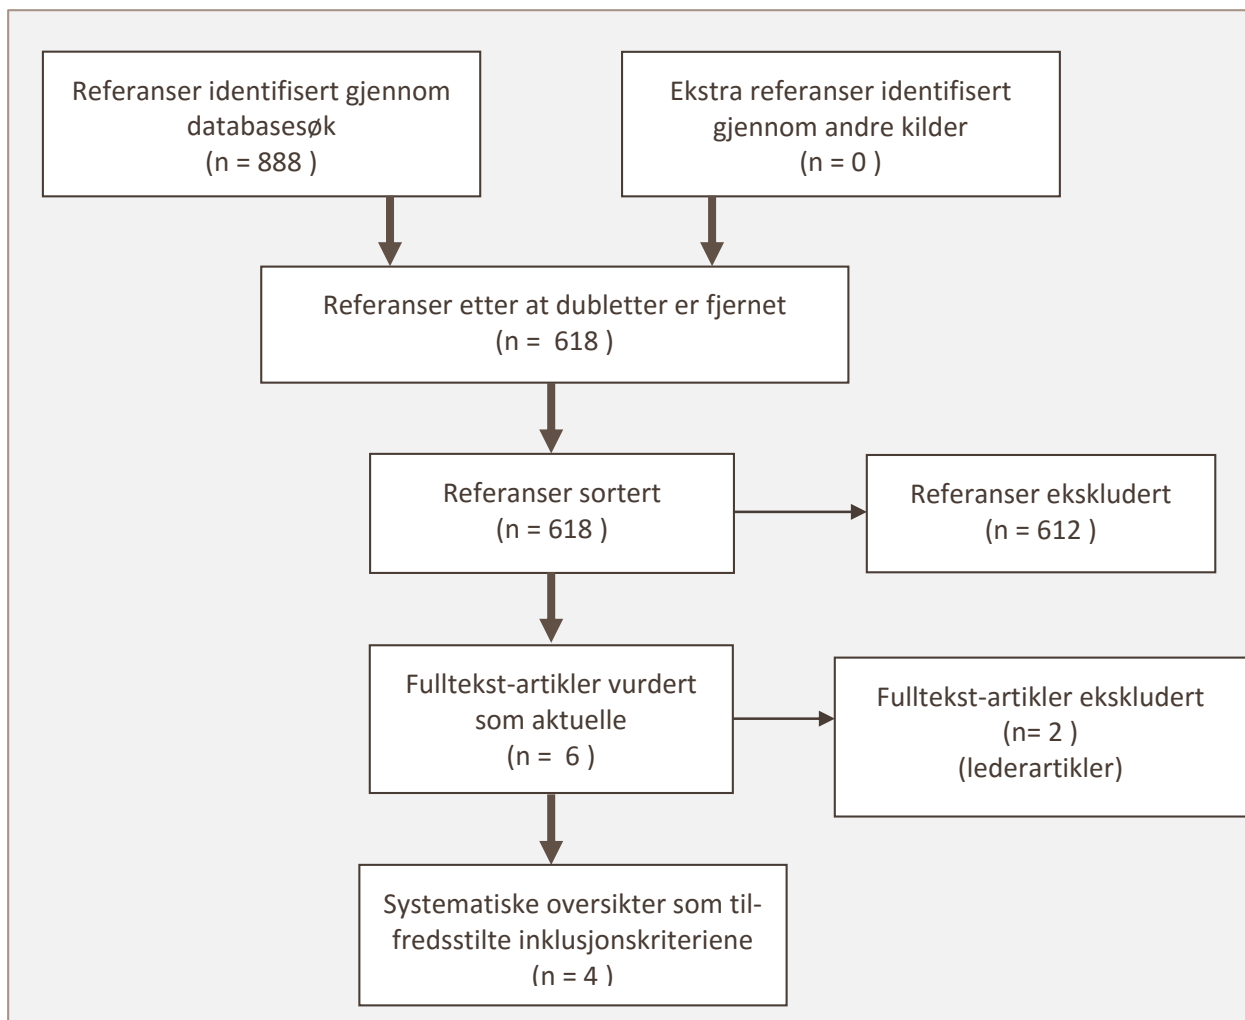 Referanser identifisert gjennom
databasesøk
(n = 888 )
Ekstra referanser identifisert
gjennom andre kilder
(n = 0 )
Referanser etter at dubletter er fjernet
(n =  618 )
Referanser sortert
(n = 618 )
Referanser ekskludert
(n = 612 )
Fulltekst-artikler vurdert
som aktuelle
(n =  6 )
Fulltekst-artikler ekskludert
(n= 2 )
(lederartikler)
Systematiske oversikter som til-
fredsstilte inklusjonskriteriene
(n = 4 )